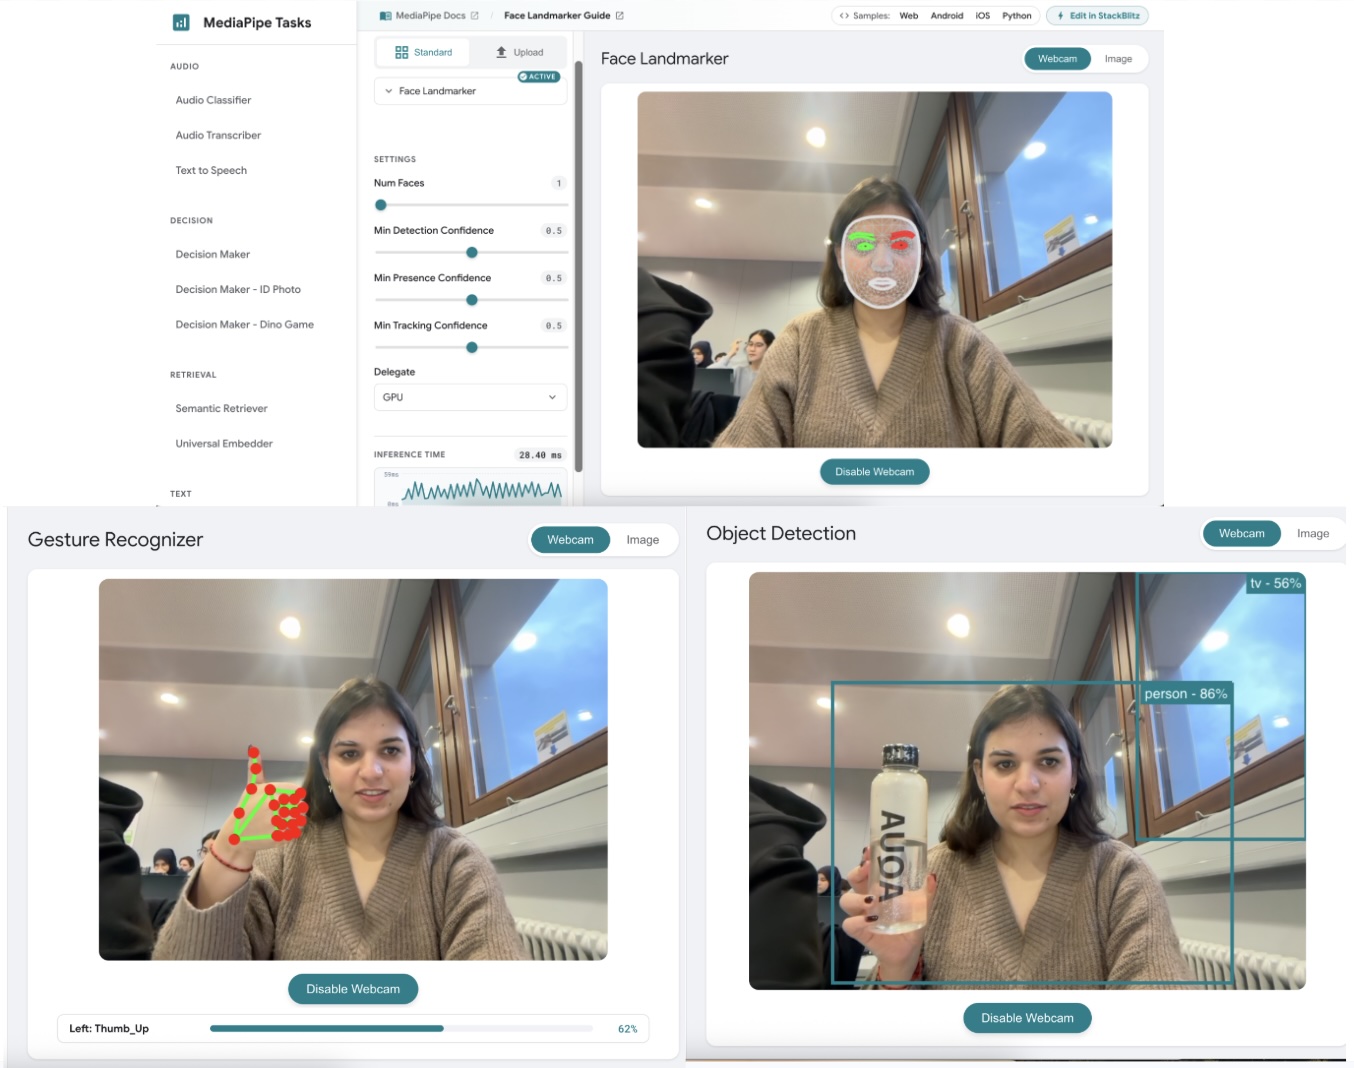 MediaPipe Tasks
AUDIO
Audio Classifier
Audio Transcriber
Text to Speech
DECISION
Decision Maker
Decision Maker - ID Photo
Decision Maker - Dino Game
RETRIEVAL
Semantic Retriever
Universal Embedder
TEXT
MediaPipe Docs / Face Landmarker Guide
<> Samples: Web Android iOS Python
Edit in StackBlitz
Standard Upload
ACTIVE
Face Landmarker
SETTINGS
Num Faces 1
Min Detection Confidence 0.5
Min Presence Confidence 0.5
Min Tracking Confidence 0.5
Delegate
GPU
INFERENCE TIME 28.40 ms
59ms
0ms
Face Landmarker
Webcam Image
Disable Webcam
Gesture Recognizer
Webcam Image
Disable Webcam
Left: Thumb_Up 62%
Object Detection
Webcam Image
tv - 56%
person - 86%
Disable Webcam